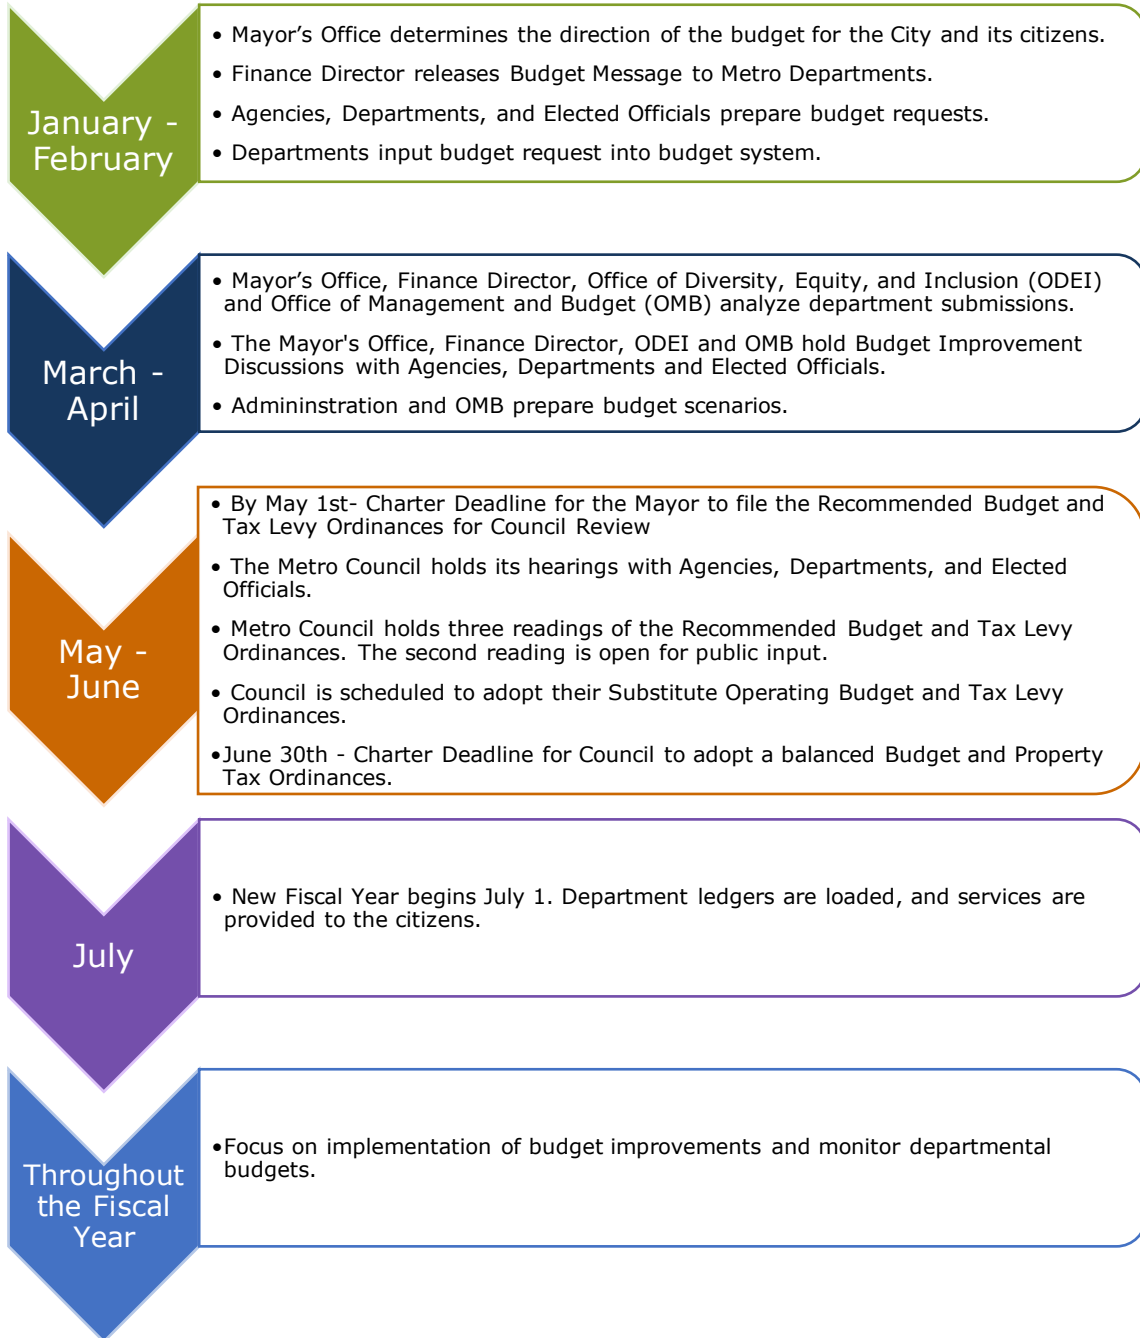 January -
February
• Mayor’s Office determines the direction of the budget for the City and its citizens.
• Finance Director releases Budget Message to Metro Departments.
• Agencies, Departments, and Elected Officials prepare budget requests.
• Departments input budget request into budget system.
March -
April
• Mayor’s Office, Finance Director, Office of Diversity, Equity, and Inclusion (ODEI)
and Office of Management and Budget (OMB) analyze department submissions.
• The Mayor's Office, Finance Director, ODEI and OMB hold Budget Improvement
Discussions with Agencies, Departments and Elected Officials.
• Admininstration and OMB prepare budget scenarios.
May -
June
• By May 1st- Charter Deadline for the Mayor to file the Recommended Budget and
Tax Levy Ordinances for Council Review
• The Metro Council holds its hearings with Agencies, Departments, and Elected
Officials.
• Metro Council holds three readings of the Recommended Budget and Tax Levy
Ordinances. The second reading is open for public input.
• Council is scheduled to adopt their Substitute Operating Budget and Tax Levy
Ordinances.
•June 30th - Charter Deadline for Council to adopt a balanced Budget and Property
Tax Ordinances.
July
• New Fiscal Year begins July 1. Department ledgers are loaded, and services are
provided to the citizens.
Throughout
the Fiscal
Year
•Focus on implementation of budget improvements and monitor departmental
budgets.